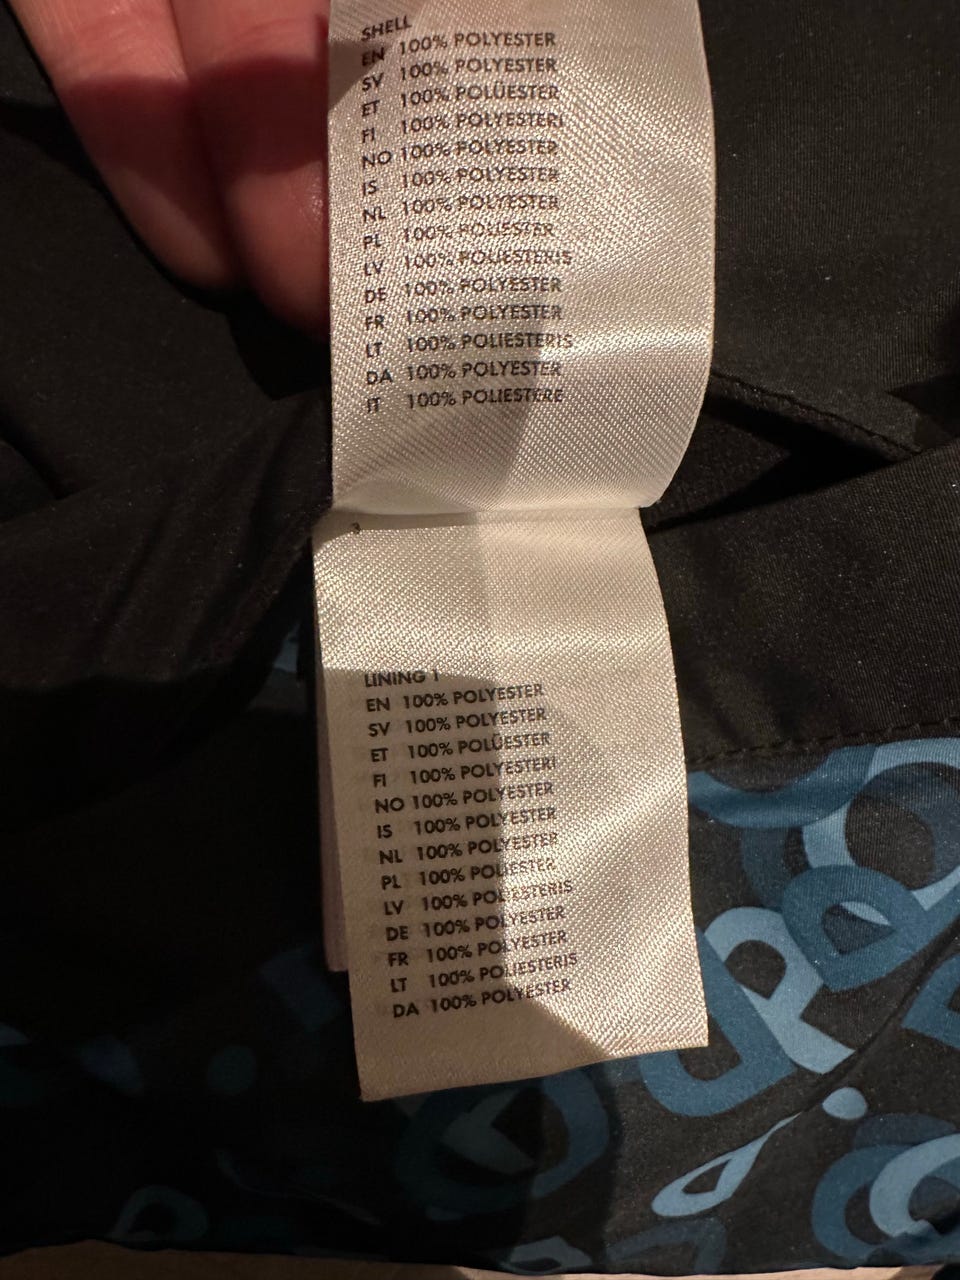 SHELL
EN 100% POLYESTER
SV 100% POLYESTER
ET 100% POLÜESTER
FI 100% POLYESTERI
NO 100% POLYESTER
IS 100% POLYESTER
NL 100% POLYESTER
PL 100% POLIESTER
LV 100% POLIESTERIS
DE 100% POLYESTER
FR 100% POLYESTER
LT 100% POLIESTERIS
DA 100% POLYESTER
IT 100% POLIESTERE
3
LINING 1
EN 100% POLYESTER
SV 100% POLYESTER
ET 100% POLÜESTER
FI 100% POLYESTERI
NO 100% POLYESTER
IS 100% POLYESTER
NL 100% POLYESTER
PL 100% POLIESTER
LV 100% POLIESTERIS
DE 100% POLYESTER
FR 100% POLYESTER
LT 100% POLIESTERIS
DA 100% POLYESTER